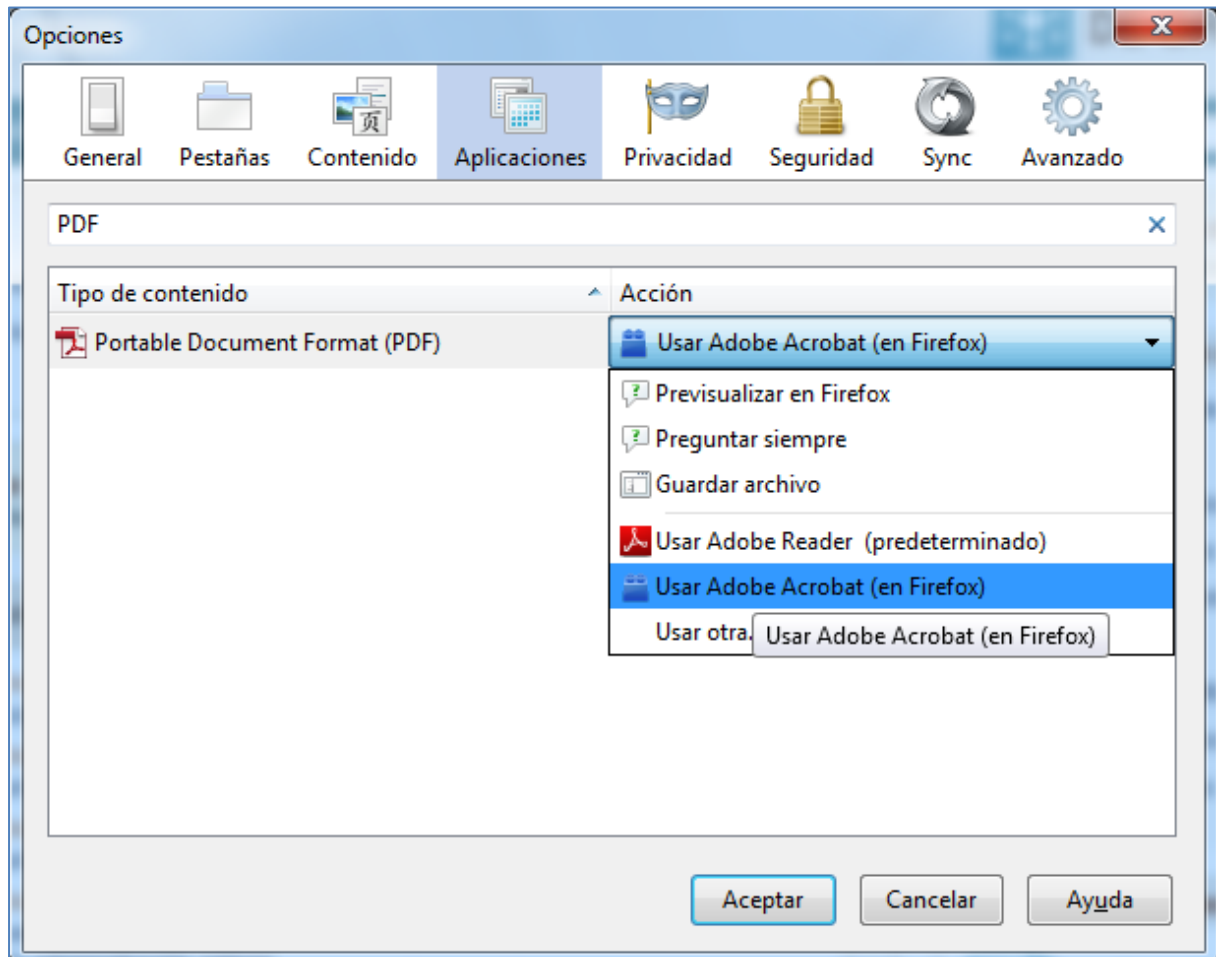 Opciones
General Pestañas Contenido Aplicaciones Privacidad Seguridad Sync Avanzado
PDF
Tipo de contenido Acción
Portable Document Format (PDF) Usar Adobe Acrobat (en Firefox)
Previsualizar en Firefox
Preguntar siempre
Guardar archivo
Usar Adobe Reader (predeterminado)
Usar Adobe Acrobat (en Firefox)
Usar otra. Usar Adobe Acrobat (en Firefox)
Aceptar Cancelar Ayuda